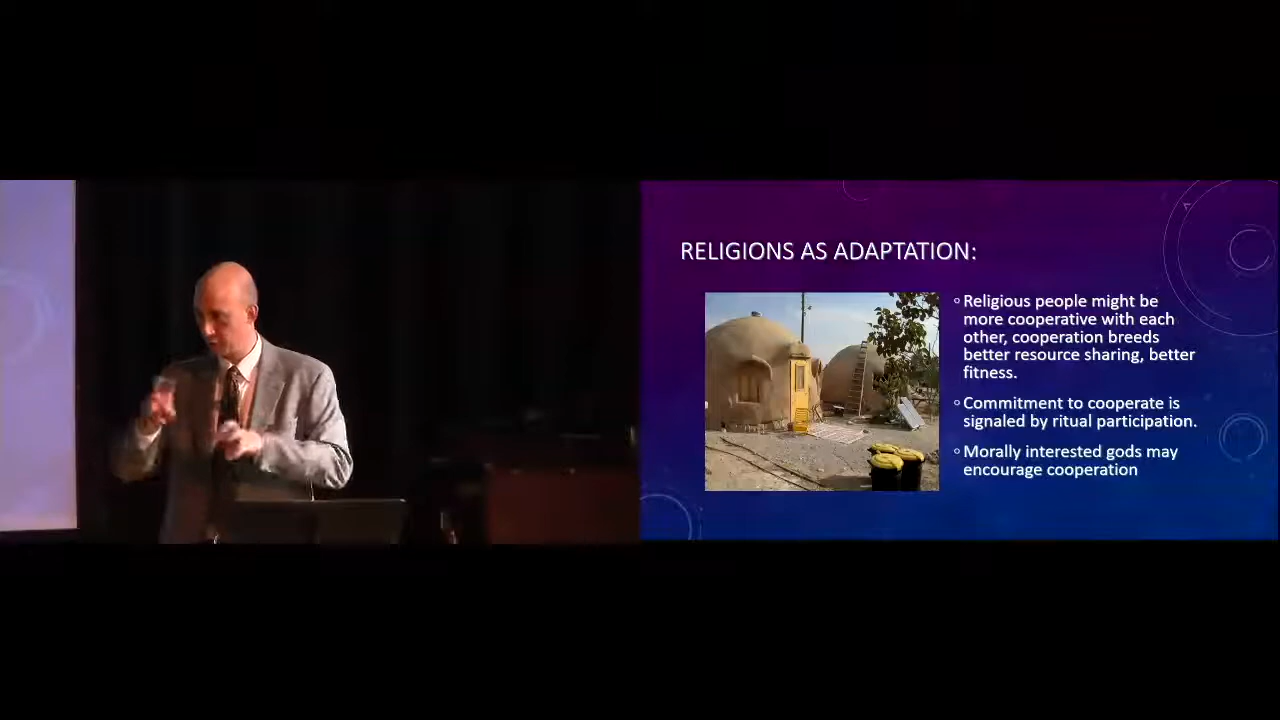 RELIGIONS AS ADAPTATION:
Religious people might be
more cooperative with each
other, cooperation breeds
better resource sharing, better
fitness.
Commitment to cooperate is
signaled by ritual participation.
Morally interested gods may
encourage cooperation